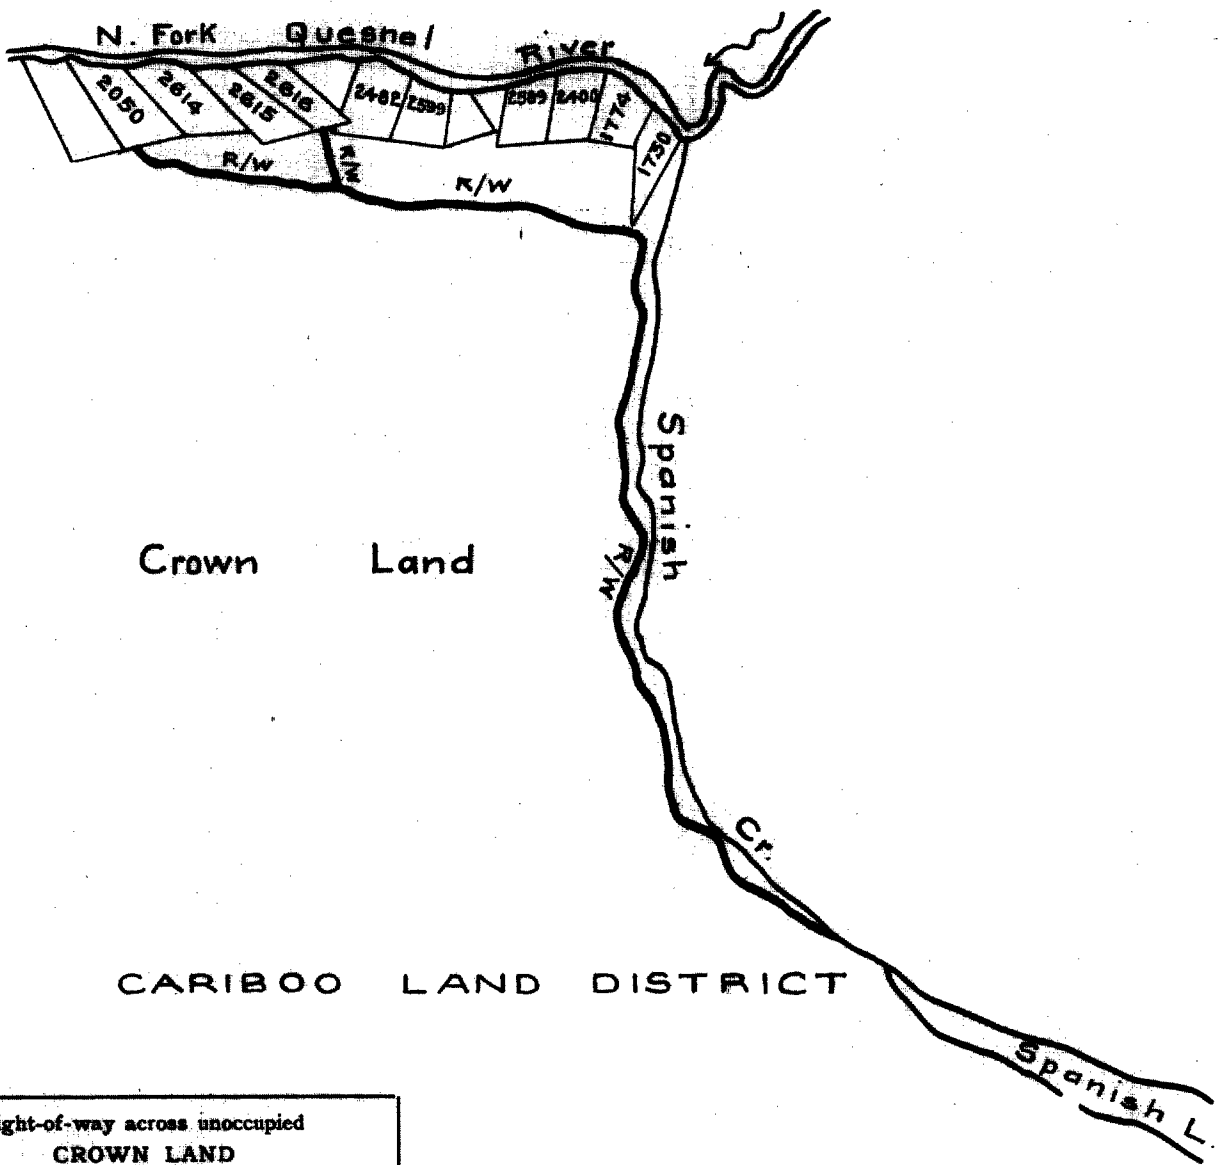 N. Fork Quesnel River
2050
2614
2615
2616
2482
2599
2589
2400
1774
1730
R/W
R/W
R/W
Spanish
R/W
Crown Land
Cr.
CARIBOO LAND DISTRICT
Spanish L.
ght-of-way across unoccupied
CROWN LAND